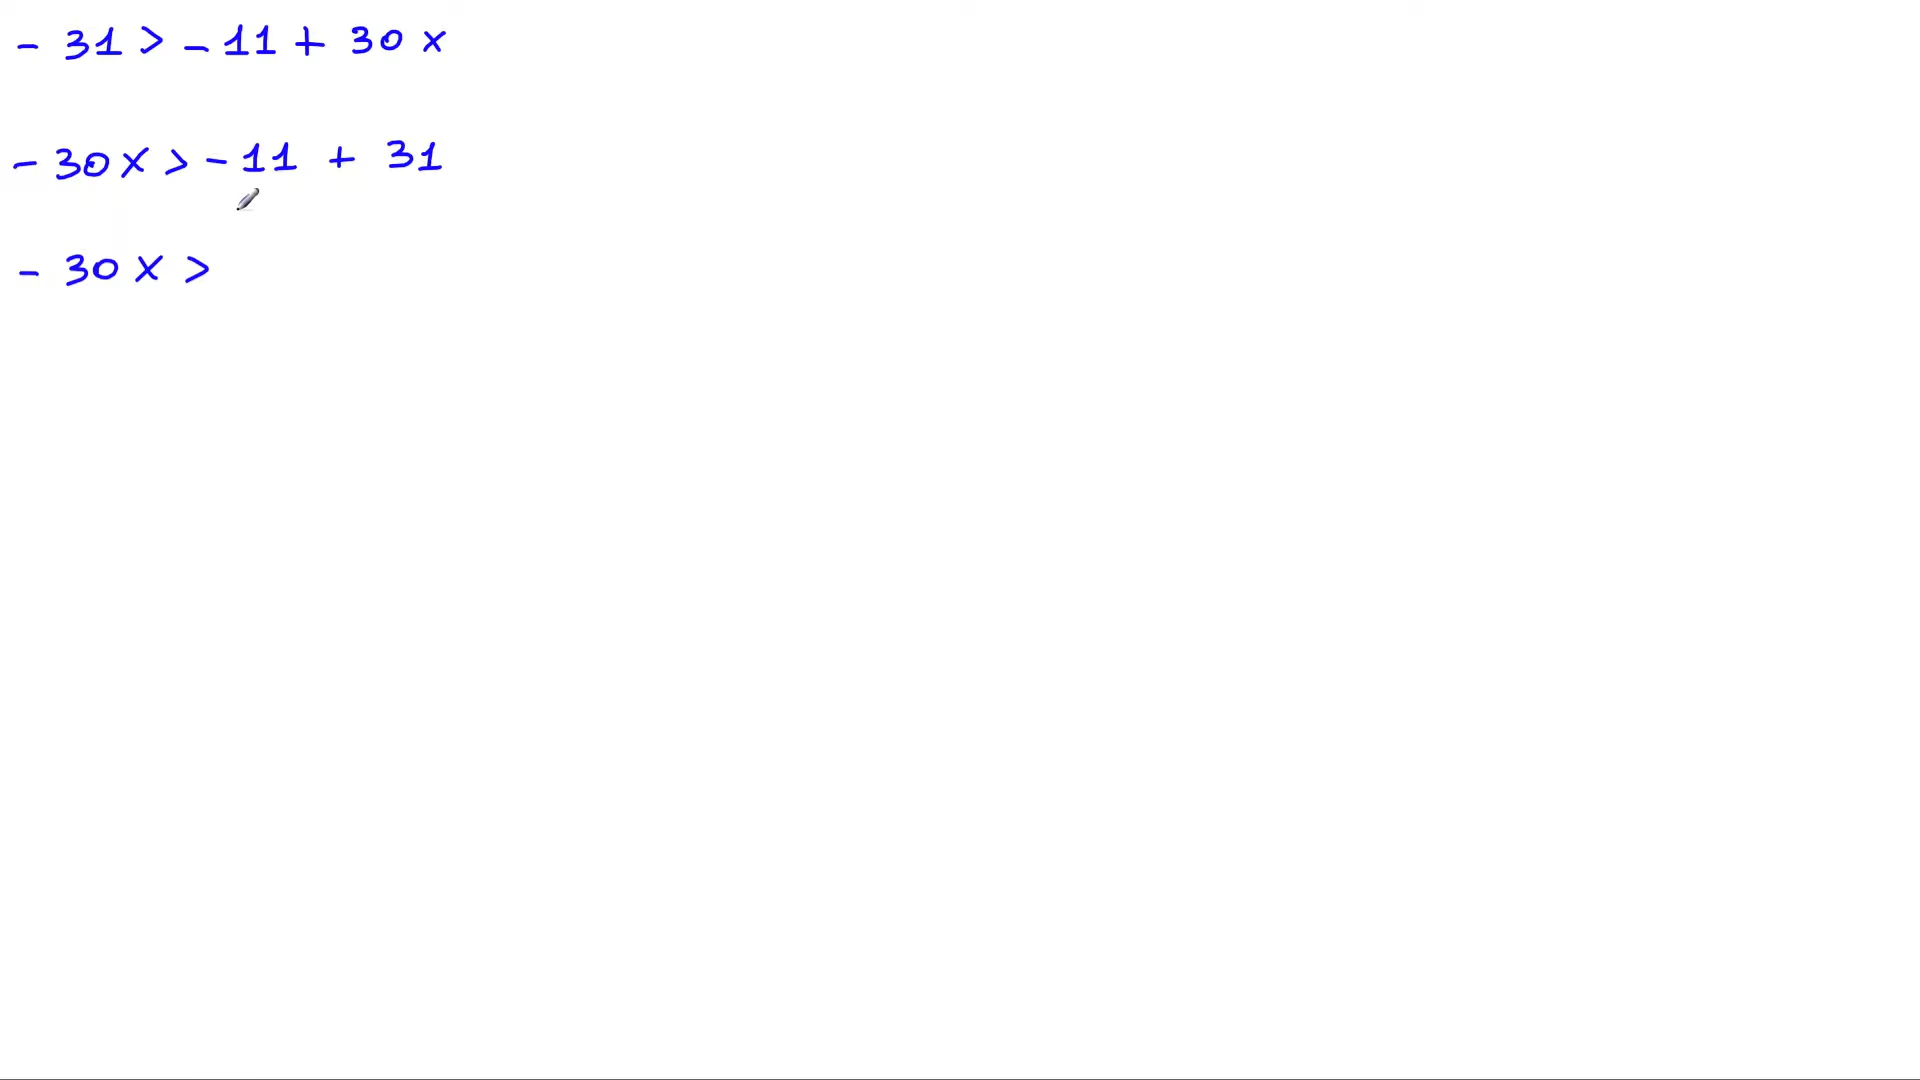 - 31 > - 11 + 30 x
- 30 x > - 11 + 31
- 30 x >